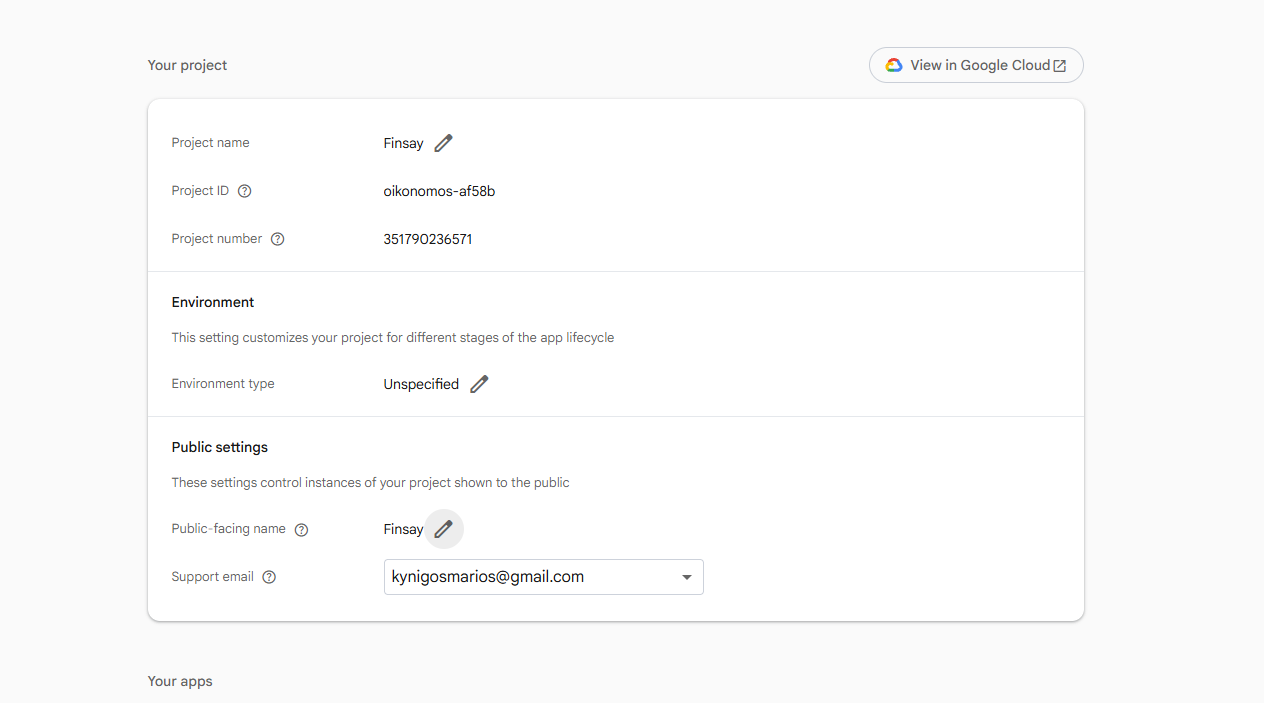 Your project
View in Google Cloud
Project name Finsay
Project ID oikonomos-af58b
Project number 351790236571
Environment
This setting customizes your project for different stages of the app lifecycle
Environment type Unspecified
Public settings
These settings control instances of your project shown to the public
Public-facing name Finsay
Support email kynigosmarios@gmail.com
Your apps